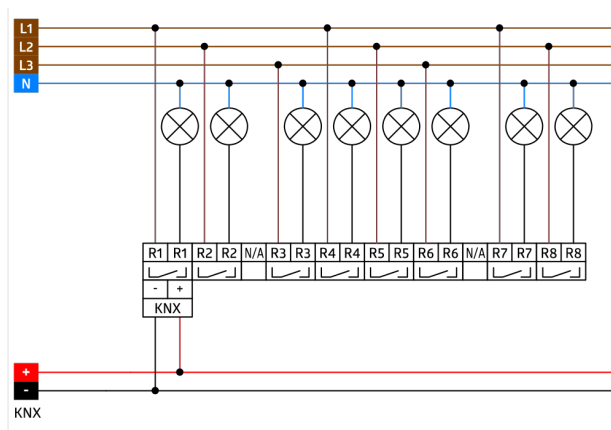 L1
L2
L3
N
R1 R1 R2 R2 N/A R3 R3 R4 R4 R5 R5 R6 R6 N/A R7 R7 R8 R8
- +
KNX
+
-
KNX